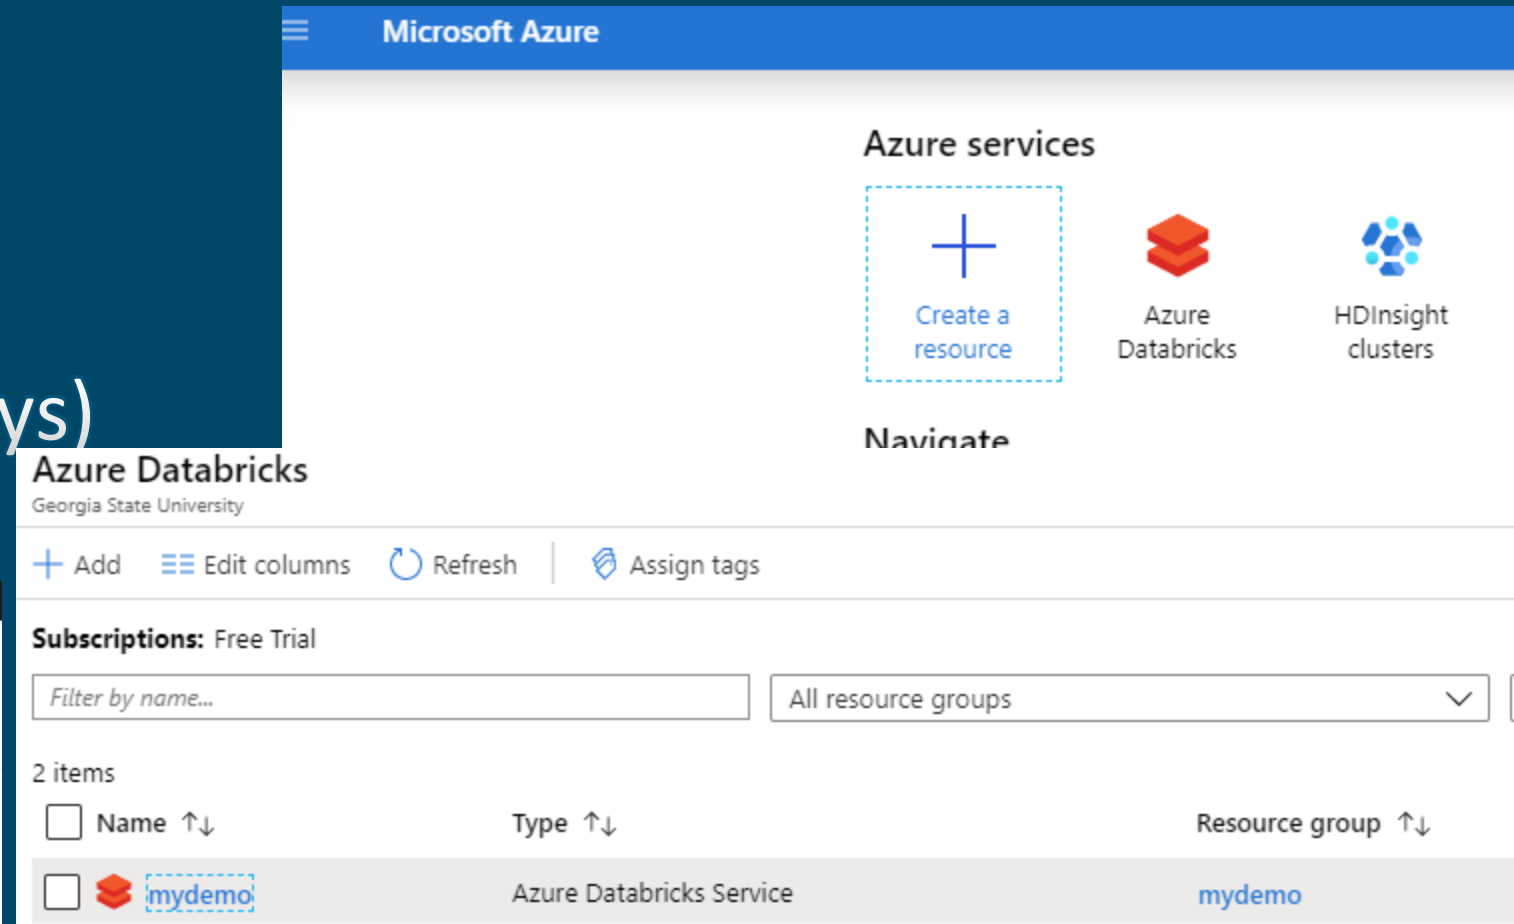 Microsoft Azure
Azure services
Create a
resource
Azure
Databricks
HDInsight
clusters
Navigate
ys)
Azure Databricks
Georgia State University
Add
Edit columns
Refresh
Assign tags
Subscriptions: Free Trial
Filter by name...
All resource groups
2 items
Name ↑↓
Type ↑↓
Resource group ↑↓
mydemo
Azure Databricks Service
mydemo